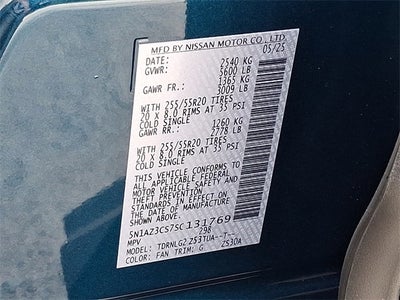 MFD BY NISSAN MOTOR CO., LTD.
DATE: 05/25
GVWR: 2540 KG
5600 LB
GAWR FR.: 1365 KG
3009 LB
WITH 255/55R20 TIRES
20 X 8.0 RIMS AT 35 PSI
COLD SINGLE
GAWR RR.: 1260 KG
2778 LB
WITH 255/55R20 TIRES
20 X 8.0 RIMS AT 35 PSI
COLD SINGLE
THIS VEHICLE CONFORMS TO
ALL APPLICABLE FEDERAL
MOTOR VEHICLE SAFETY AND
THEFT PREVENTION STANDARDS
IN EFFECT ON THE
DATE OF MANUFACTURE
SHOWN ABOVE.
5N1AZ3CS7SC131769
MPV 298
TDRNLG2 Z53TUA--T-
COLOR: FCH TRIM: G ZS30A